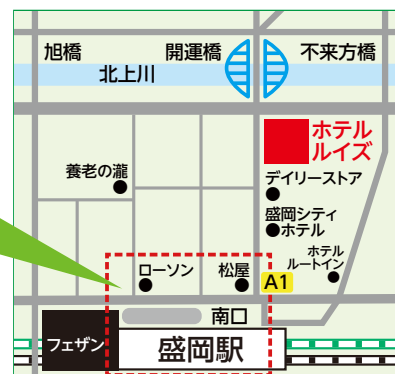 旭橋
開運橋
不来方橋
北上川
ホテル
ルイズ
養老の瀧
デイリーストア
盛岡シティ
ホテル
ホテル
ルートイン
ローソン
松屋
A1
南口
フェザン
盛岡駅